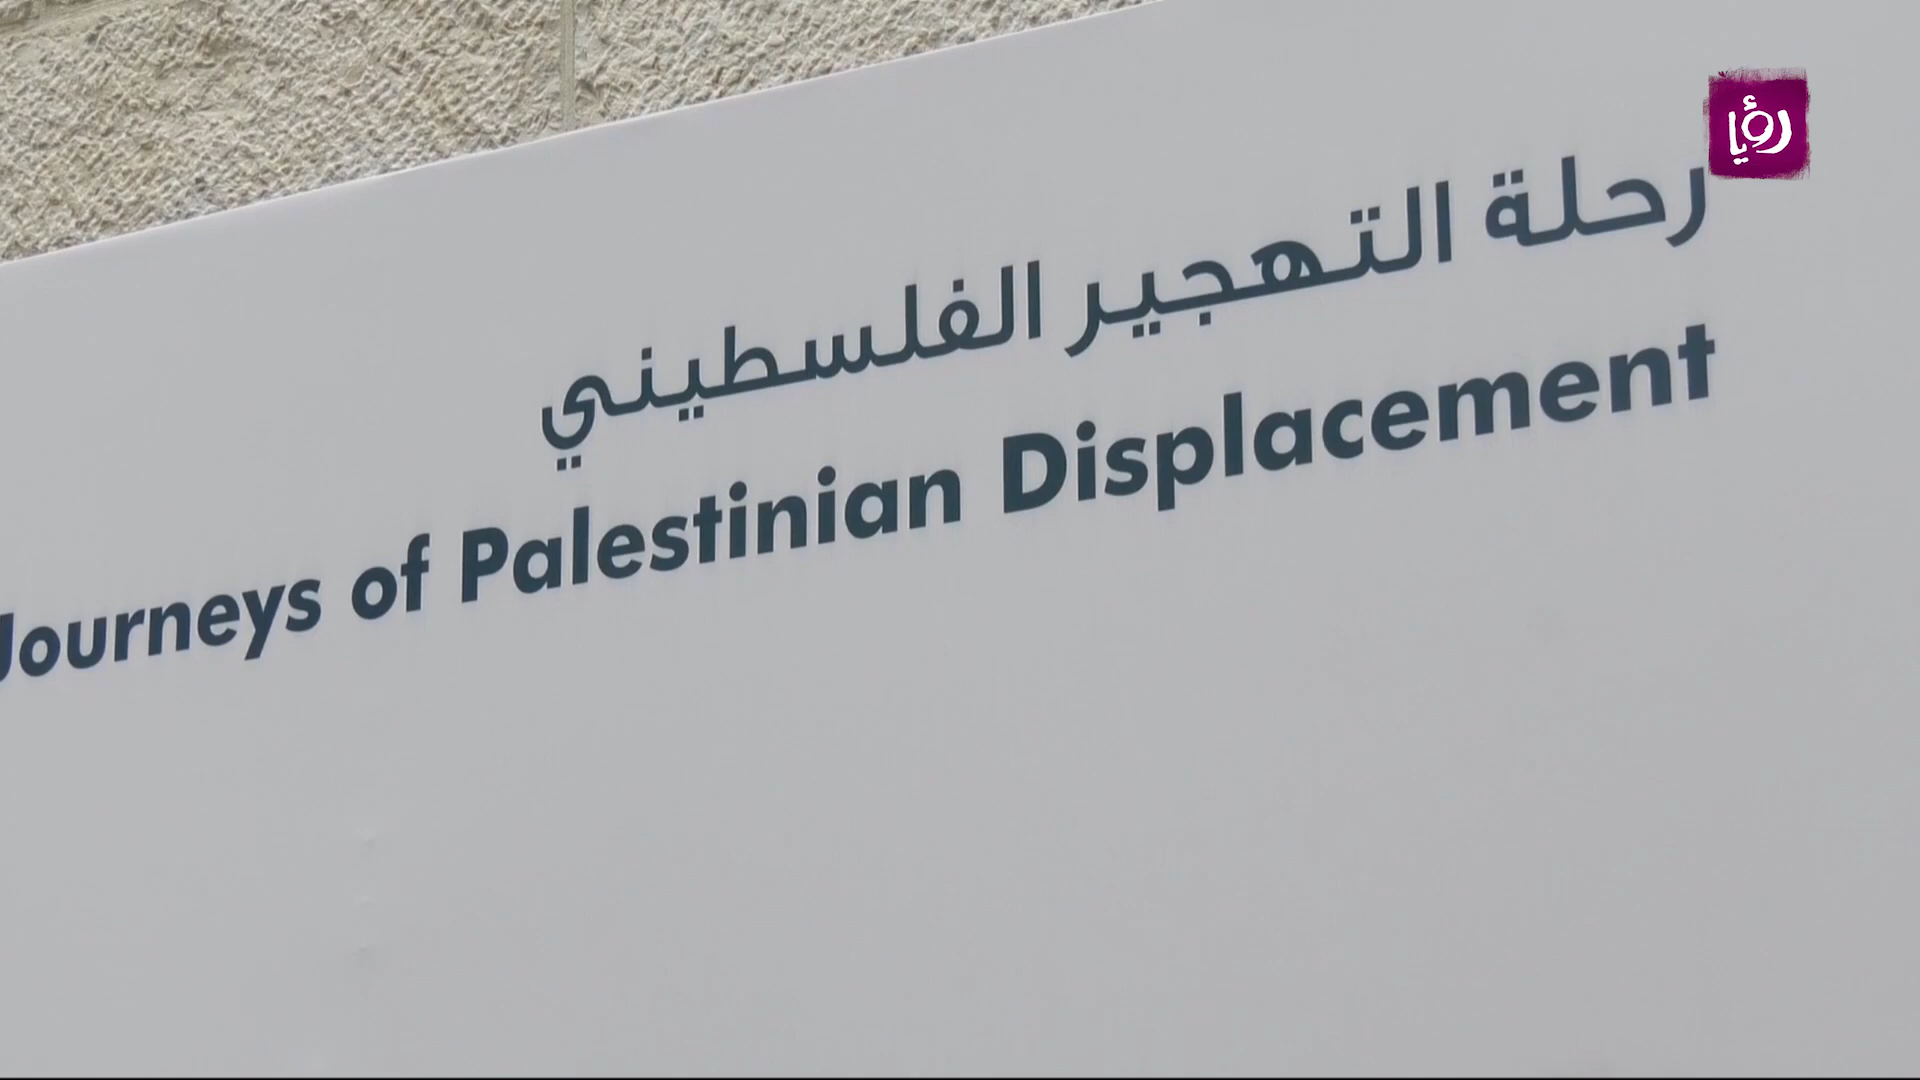 رؤيا
رحلة التهجير الفلسطيني
Journeys of Palestinian Displacement